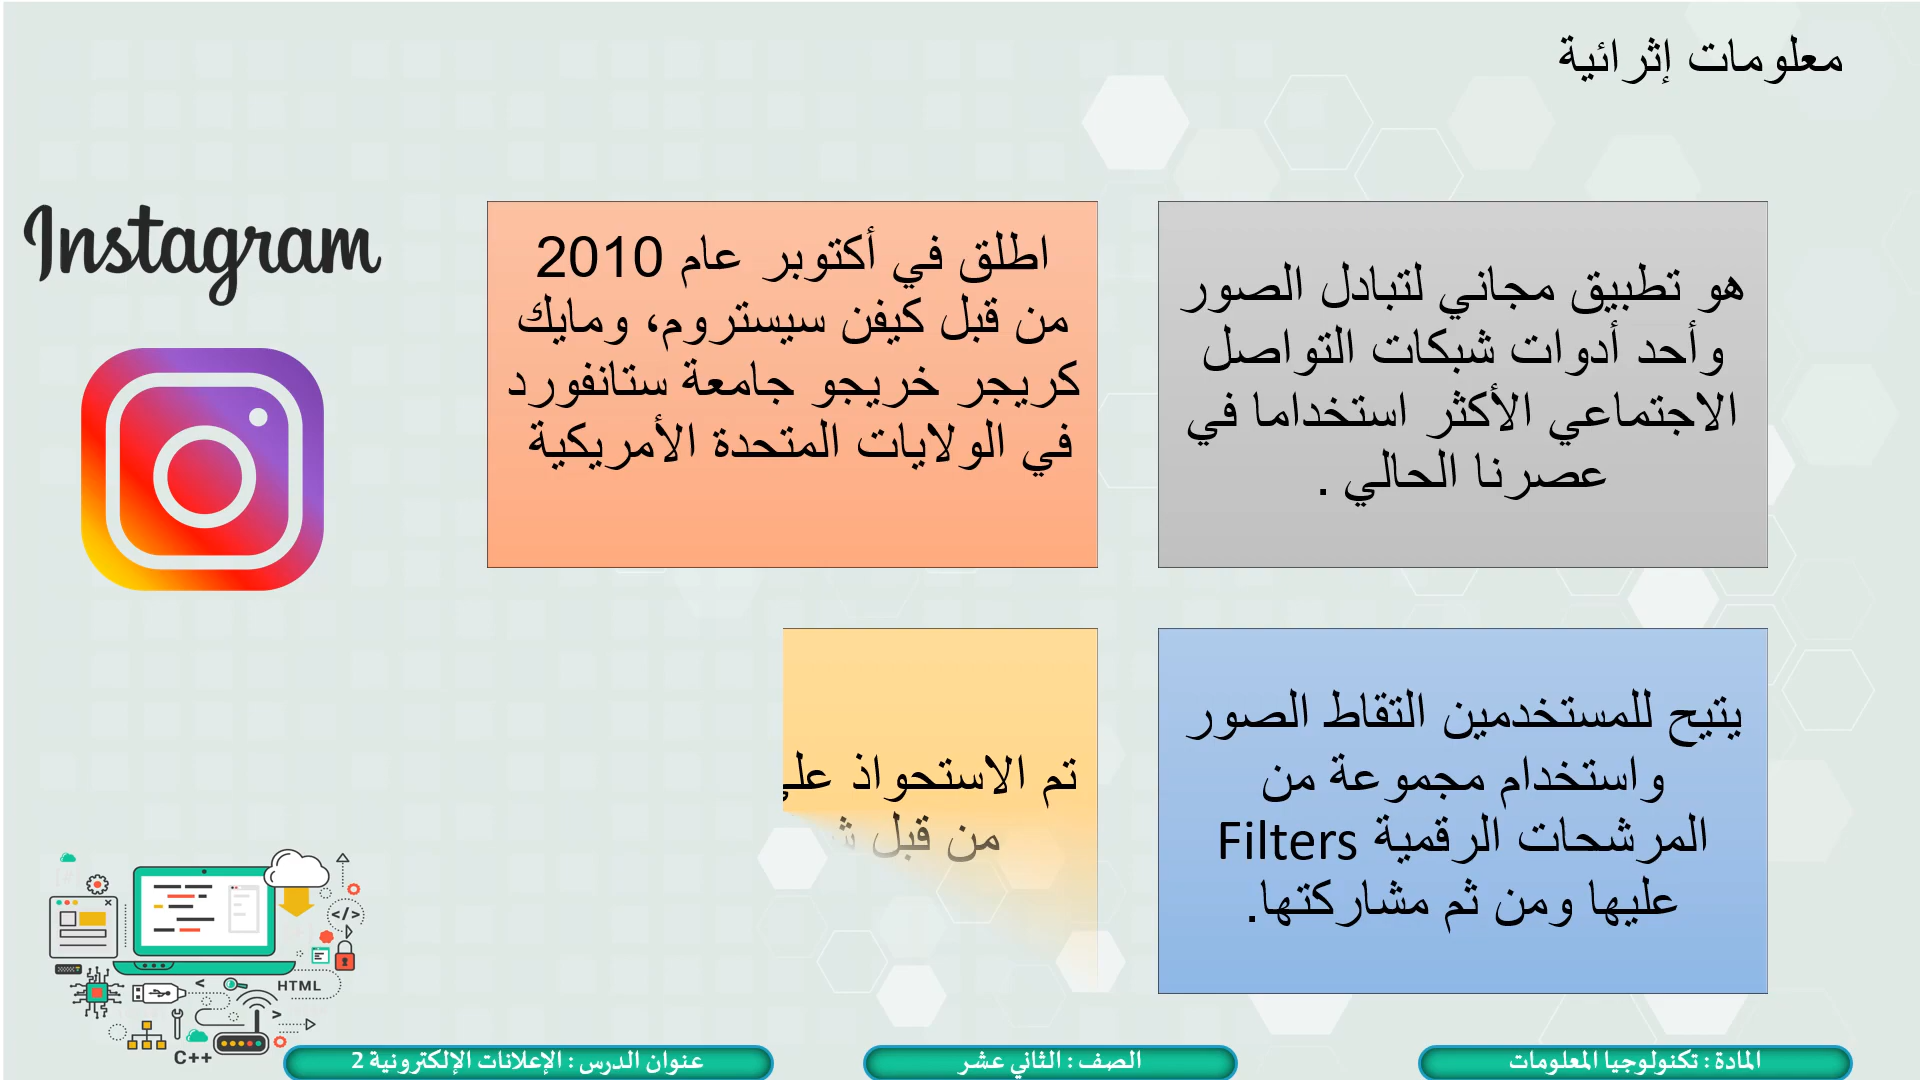 معلومات إثرائية
Instagram
هو تطبيق مجاني لتبادل الصور
وأحد أدوات شبكات التواصل
الاجتماعي الأكثر استخداما في
عصرنا الحالي .
اطلق في أكتوبر عام 2010
من قبل كيفن سيستروم، ومايك
كريجر خريجو جامعة ستانفورد
في الولايات المتحدة الأمريكية
يتيح للمستخدمين التقاط الصور
واستخدام مجموعة من
المرشحات الرقمية Filters
عليها ومن ثم مشاركتها.
تم الاستحواذ على
من قبل
</>
HTML
C++
المادة : تكنولوجيا المعلومات
الصف : الثاني عشر
عنوان الدرس : الإعلانات الإلكترونية 2